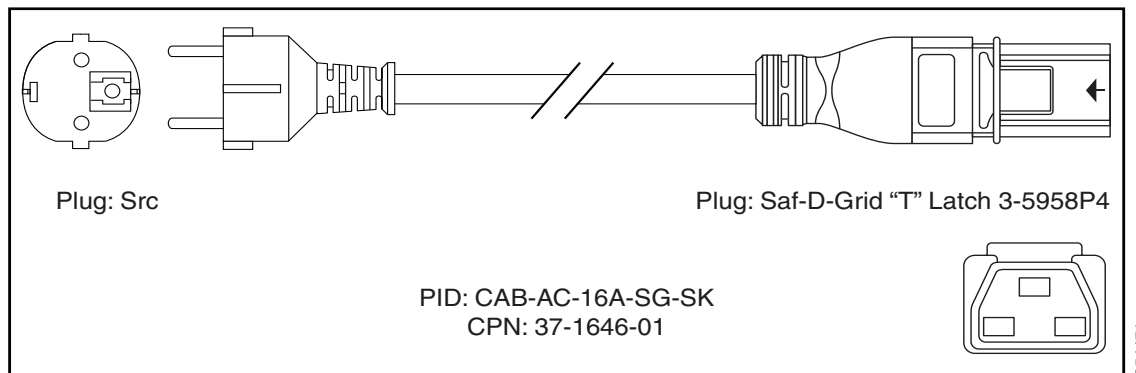 Plug: Src
Plug: Saf-D-Grid “T” Latch 3-5958P4
PID: CAB-AC-16A-SG-SK
CPN: 37-1646-01